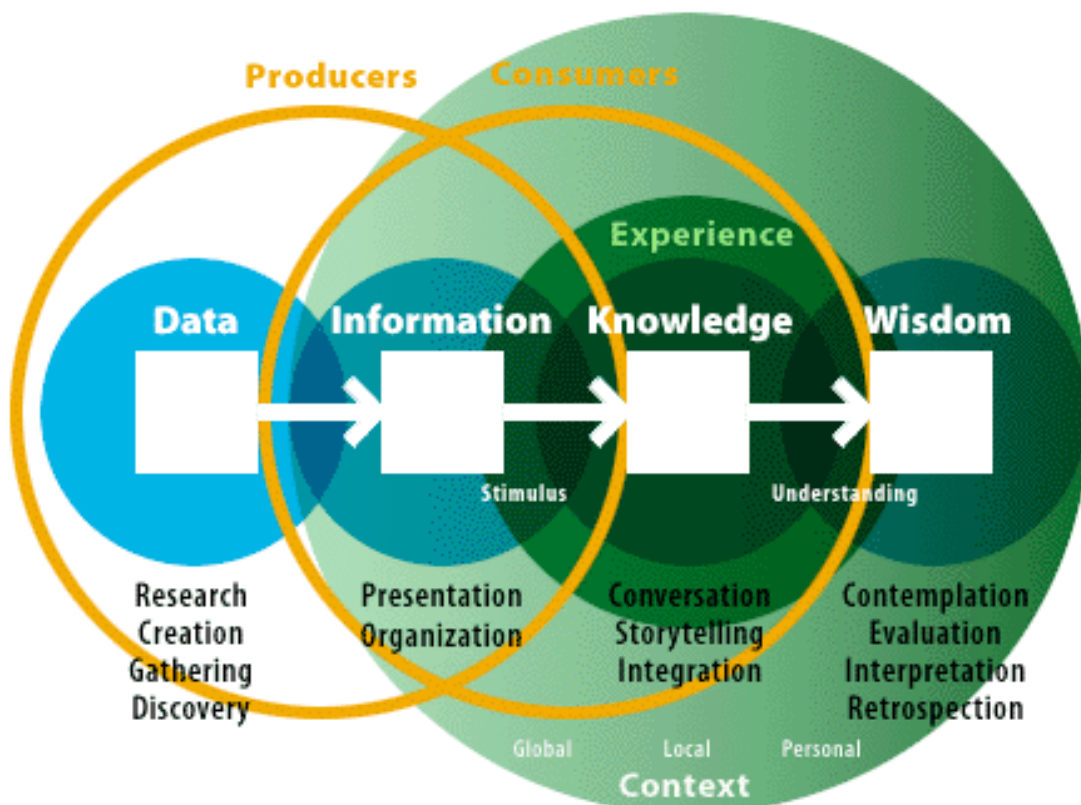 Producers
Consumers
Experience
Data
Information
Knowledge
Wisdom
Stimulus
Understanding
Research
Creation
Gathering
Discovery
Presentation
Organization
Conversation
Storytelling
Integration
Contemplation
Evaluation
Interpretation
Retrospection
Global
Local
Personal
Context